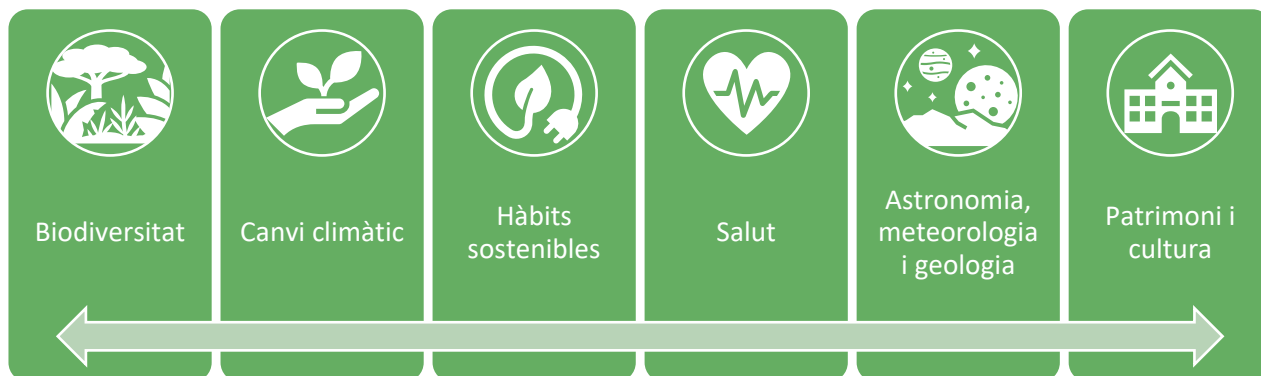 Biodiversitat
Canvi climàtic
Hàbits
sostenibles
Salut
Astronomia,
meteorologia
i geologia
Patrimoni i
cultura